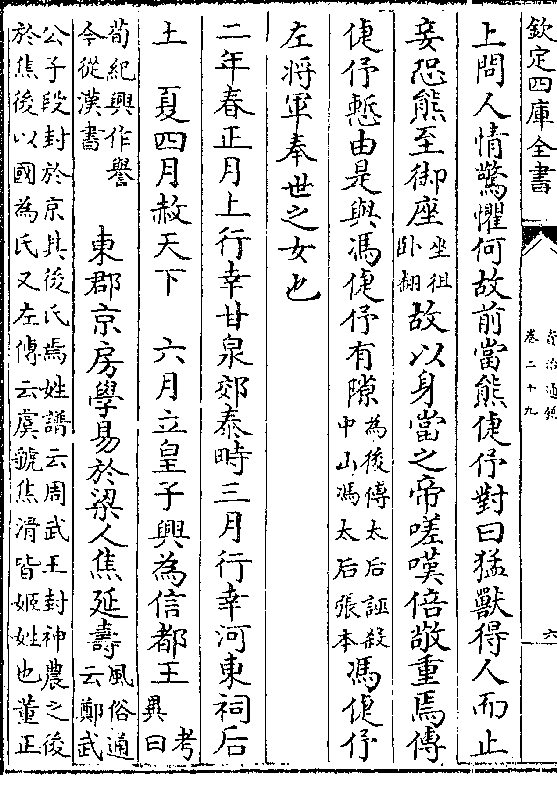 欽定四庫全書
資治通鑑
卷二十九
六
上問人情驚懼何故前當熊倢伃對曰猛獸得人而止
妾恐熊至御座坐徂卧翻故以身當之帝嗟嘆倍敬重焉傅
倢伃慙由是與馮倢伃有隙為後傅太后誣殺中山馮太后張本馮倢伃
左將軍奉世之女也
二年春正月上行幸甘泉郊泰畤三月行幸河東祠后
土 夏四月赦天下 六月立皇子興為信都王考異曰
荀紀興作譽今從漢書 東郡京房學易於梁人焦延壽風俗通云鄭武
公子段封於京其後氏焉姓譜云周武王封神農之後
於焦後以國為氏又左傳云虞虢焦滑皆姬姓也董正